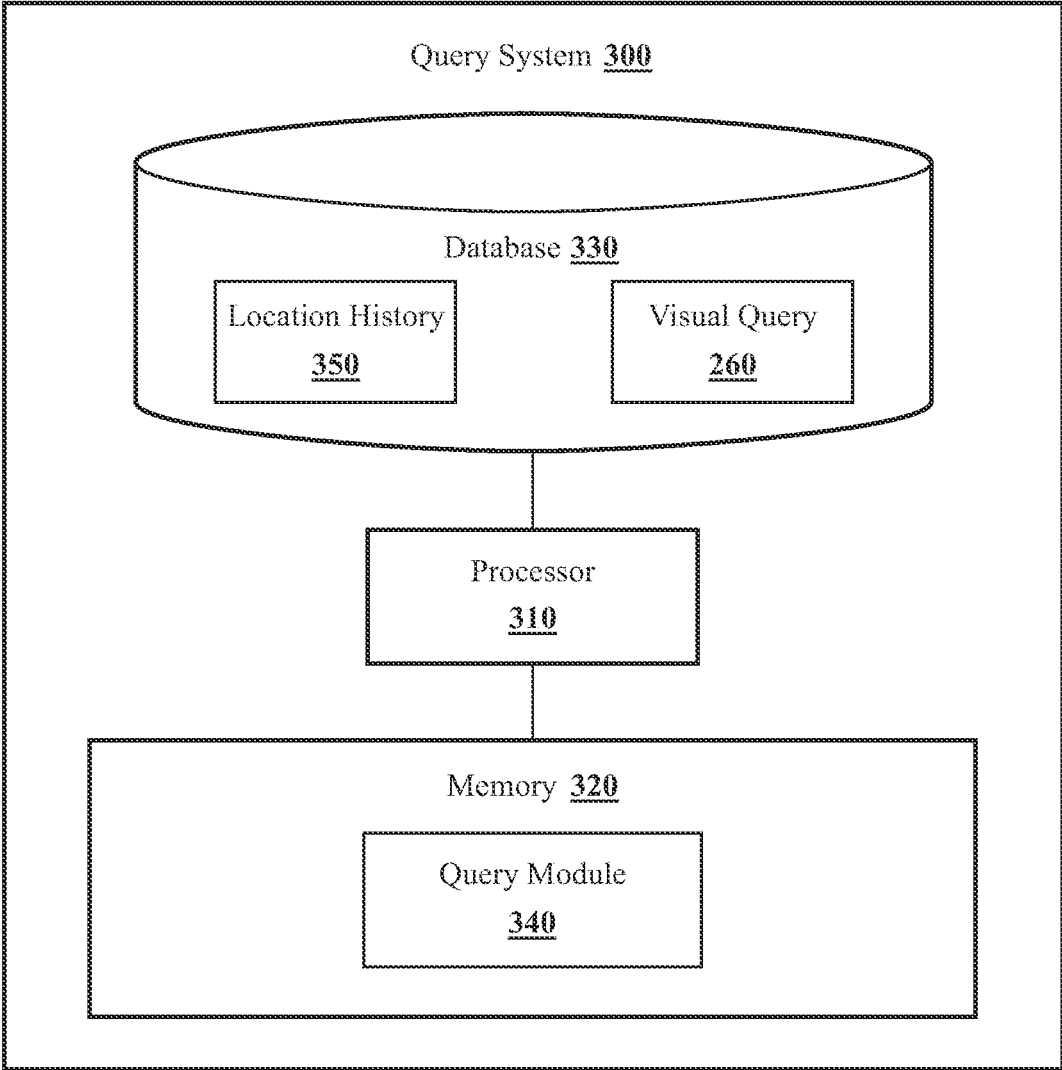 Query System 300
Database 330
Location History
350
Visual Query
260
Processor
310
Memory 320
Query Module
340